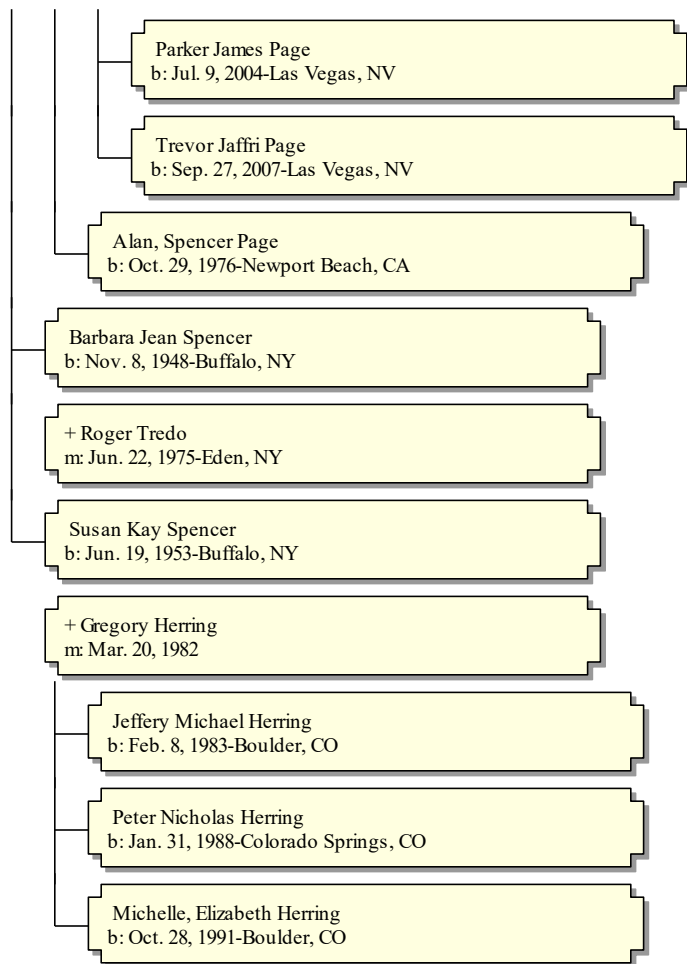 Parker James Page
b: Jul. 9, 2004-Las Vegas, NV
Trevor Jaffri Page
b: Sep. 27, 2007-Las Vegas, NV
Alan, Spencer Page
b: Oct. 29, 1976-Newport Beach, CA
Barbara Jean Spencer
b: Nov. 8, 1948-Buffalo, NY
+ Roger Tredo
m: Jun. 22, 1975-Eden, NY
Susan Kay Spencer
b: Jun. 19, 1953-Buffalo, NY
+ Gregory Herring
m: Mar. 20, 1982
Jeffery Michael Herring
b: Feb. 8, 1983-Boulder, CO
Peter Nicholas Herring
b: Jan. 31, 1988-Colorado Springs, CO
Michelle, Elizabeth Herring
b: Oct. 28, 1991-Boulder, CO